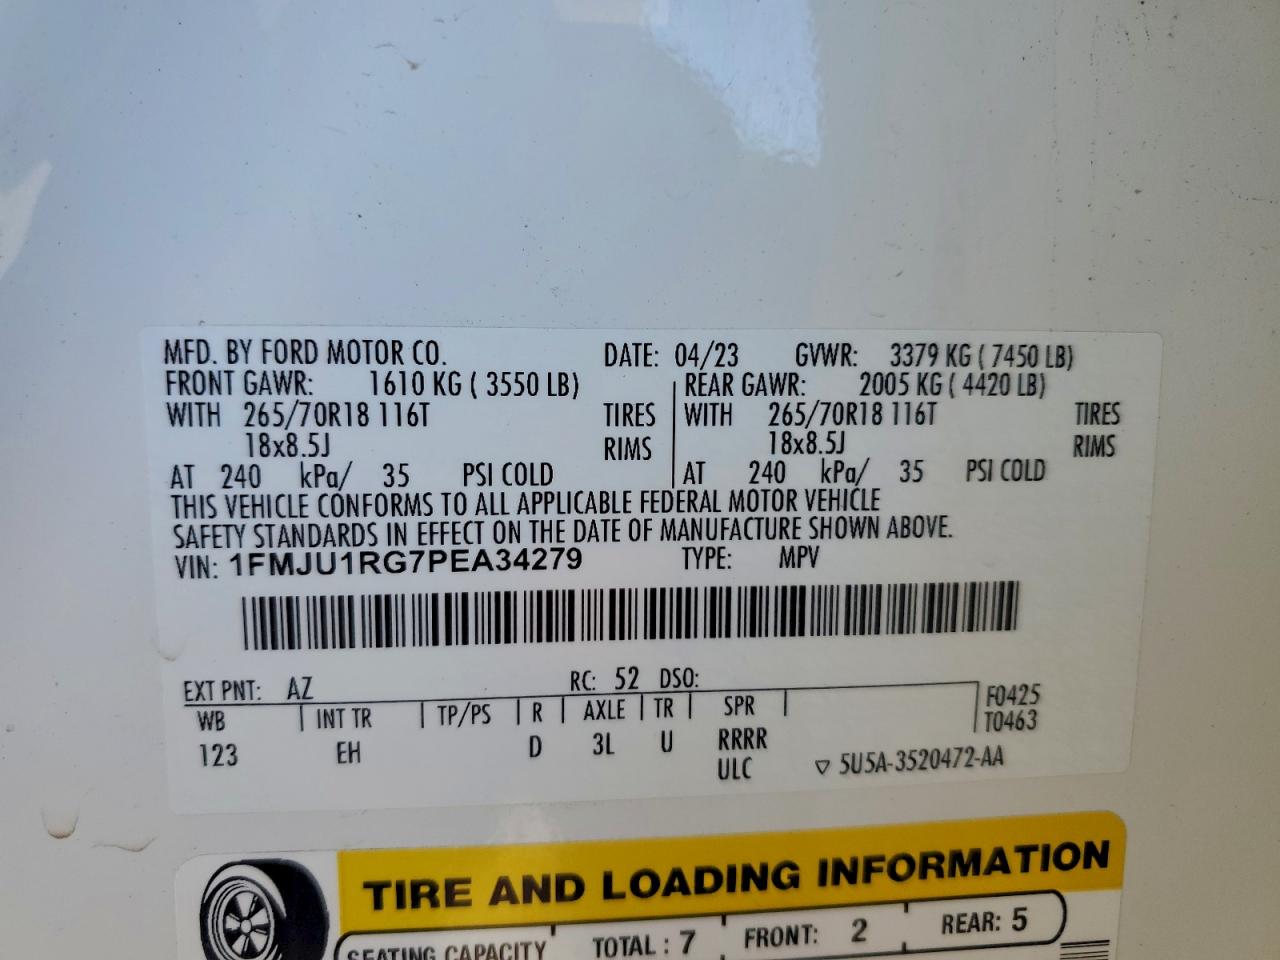 MFD. BY FORD MOTOR CO. DATE: 04/23 GVWR: 3379 KG ( 7450 LB)
FRONT GAWR: 1610 KG ( 3550 LB) REAR GAWR: 2005 KG ( 4420 LB)
WITH 265/70R18 116T TIRES WITH 265/70R18 116T TIRES
18x8.5J RIMS 18x8.5J RIMS
AT 240 kPa/ 35 PSI COLD AT 240 kPa/ 35 PSI COLD
THIS VEHICLE CONFORMS TO ALL APPLICABLE FEDERAL MOTOR VEHICLE
SAFETY STANDARDS IN EFFECT ON THE DATE OF MANUFACTURE SHOWN ABOVE.
VIN: 1FMJU1RG7PEA34279 TYPE: MPV
EXT PNT: AZ RC: 52 DSO:
WB INT TR TP/PS R AXLE TR SPR F0425
T0463
123 EH D 3L U RRRR
ULC ▽ 5U5A-3520472-AA
TIRE AND LOADING INFORMATION
SEATING CAPACITY TOTAL : 7 FRONT: 2 REAR: 5